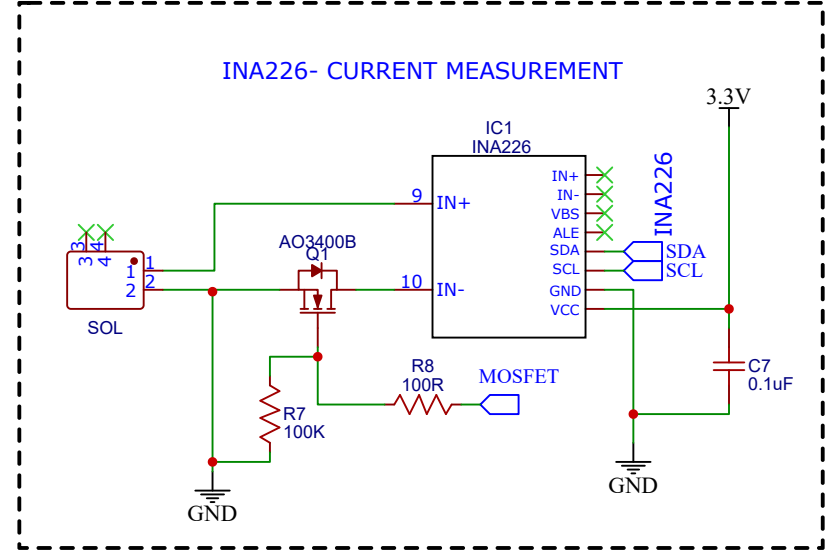 INA226- CURRENT MEASUREMENT
3.3V
IC1
INA226
IN+
IN-
VBS
ALE
SDA
SCL
GND
VCC
INA226
SDA
SCL
9
IN+
10
IN-
AO3400B
Q1
3
4
3
4
1
1
2
2
SOL
R8
100R
MOSFET
C7
0.1uF
R7
100K
GND
GND